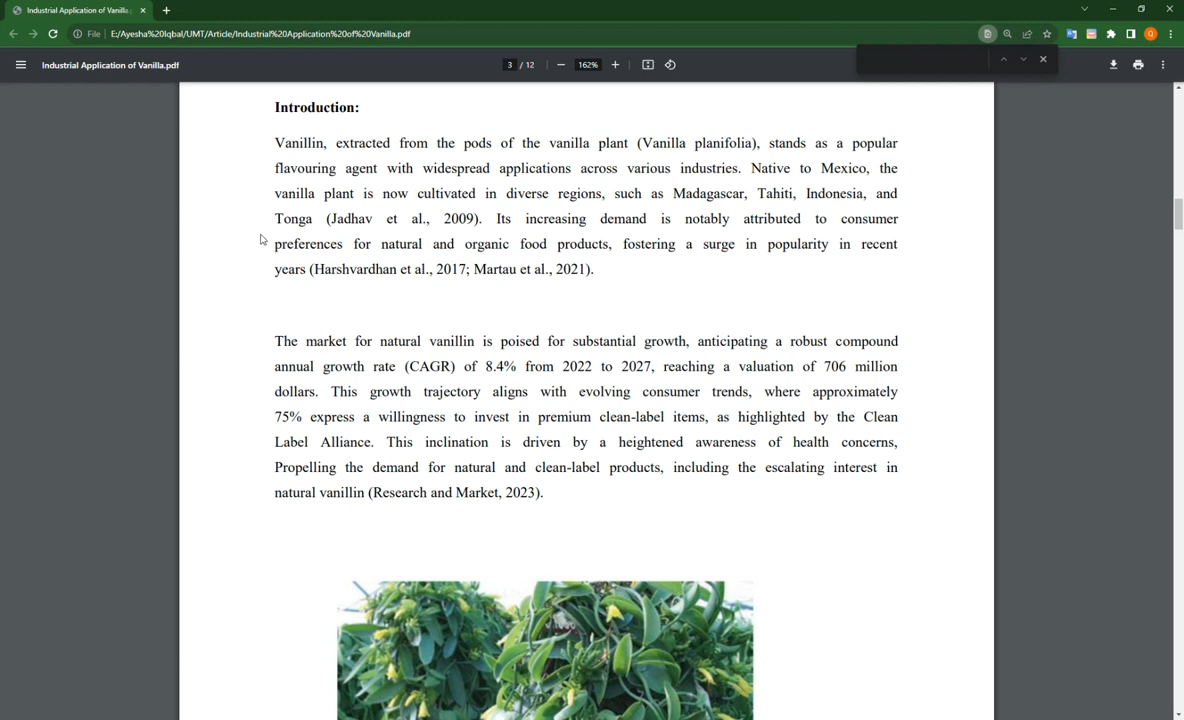 Industrial Application of Vanilla
File E:/Ayesha%20Iqbal/UMT/Article/Industrial%20Application%20of%20Vanilla.pdf
Industrial Application of Vanilla.pdf 3 / 12 162%
Introduction:
Vanillin, extracted from the pods of the vanilla plant (Vanilla planifolia), stands as a popular
flavouring agent with widespread applications across various industries. Native to Mexico, the
vanilla plant is now cultivated in diverse regions, such as Madagascar, Tahiti, Indonesia, and
Tonga (Jadhav et al., 2009). Its increasing demand is notably attributed to consumer
preferences for natural and organic food products, fostering a surge in popularity in recent
years (Harshvardhan et al., 2017; Martau et al., 2021).
The market for natural vanillin is poised for substantial growth, anticipating a robust compound
annual growth rate (CAGR) of 8.4% from 2022 to 2027, reaching a valuation of 706 million
dollars. This growth trajectory aligns with evolving consumer trends, where approximately
75% express a willingness to invest in premium clean-label items, as highlighted by the Clean
Label Alliance. This inclination is driven by a heightened awareness of health concerns,
Propelling the demand for natural and clean-label products, including the escalating interest in
natural vanillin (Research and Market, 2023).